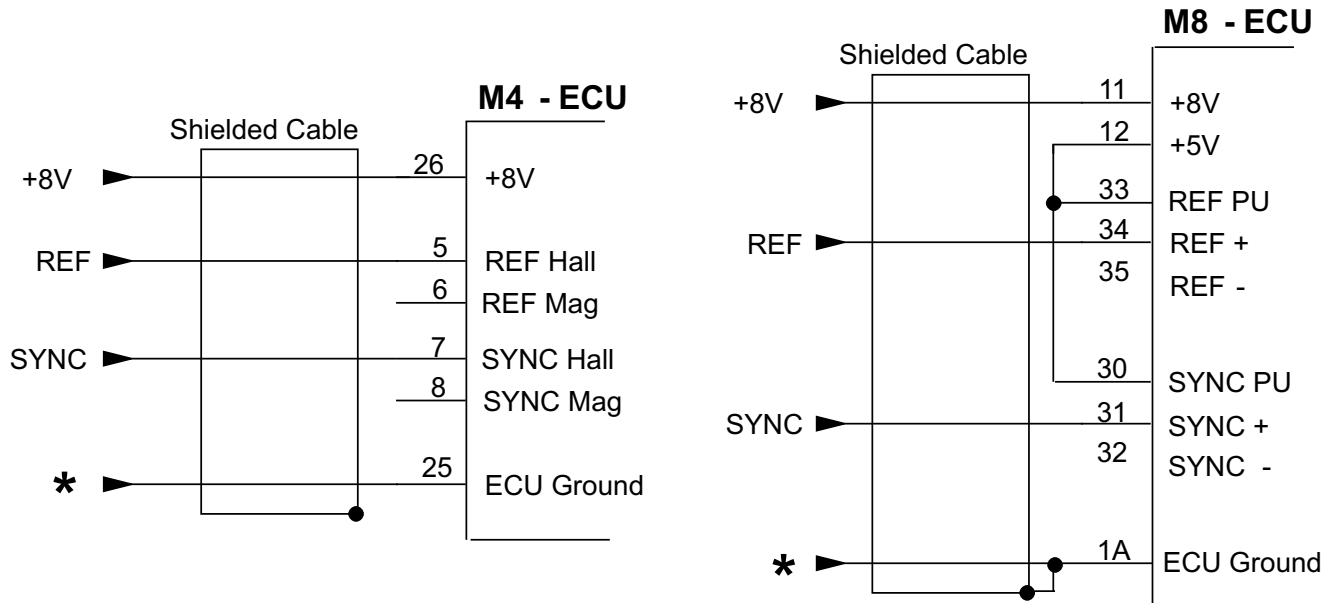 M4 - ECU
Shielded Cable
+8V
26
+8V
REF
5
REF Hall
6
REF Mag
SYNC
7
SYNC Hall
8
SYNC Mag
*
25
ECU Ground
M8 - ECU
Shielded Cable
+8V
11
+8V
12
+5V
33
REF PU
REF
34
REF +
35
REF -
30
SYNC PU
SYNC
31
SYNC +
32
SYNC -
*
1A
ECU Ground